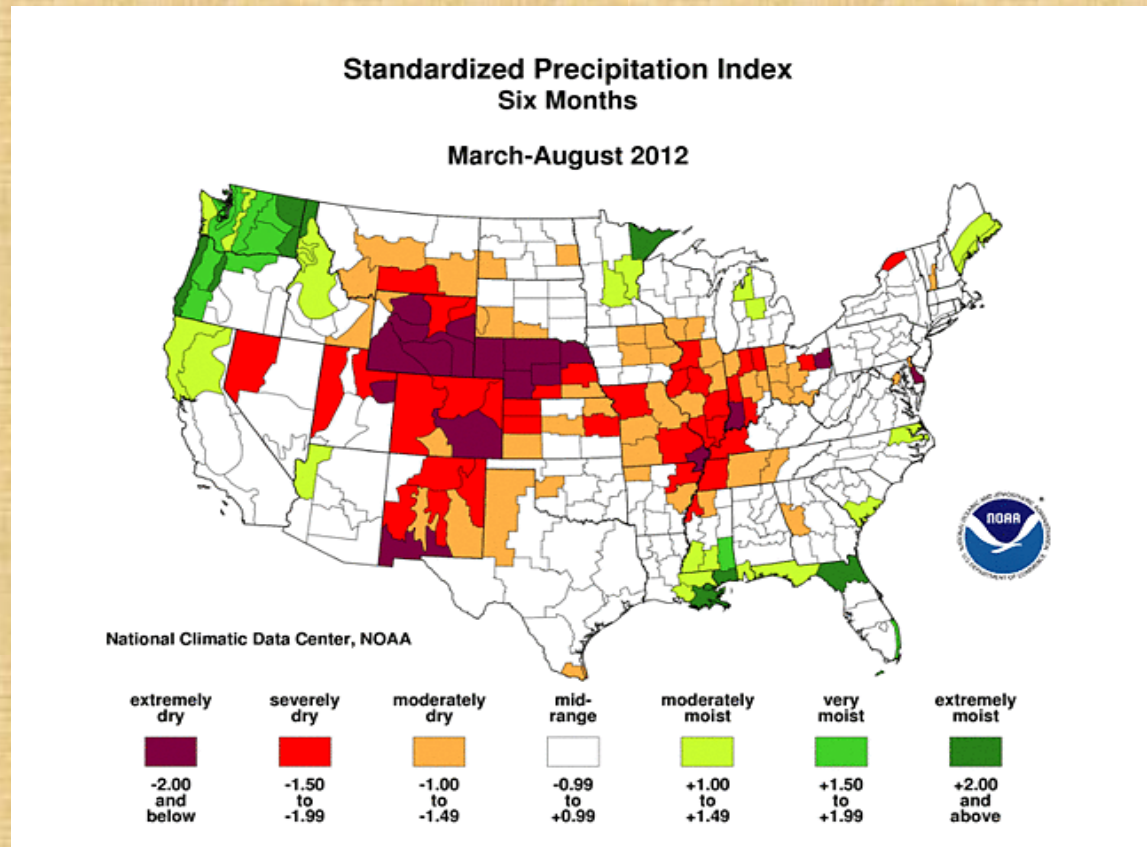 Standardized Precipitation Index
Six Months
March-August 2012
NOAA
National Climatic Data Center, NOAA
extremely dry
severely dry
moderately dry
mid-range
moderately moist
very moist
extremely moist
-2.00 and below
-1.50 to -1.99
-1.00 to -1.49
-0.99 to +0.99
+1.00 to +1.49
+1.50 to +1.99
+2.00 and above